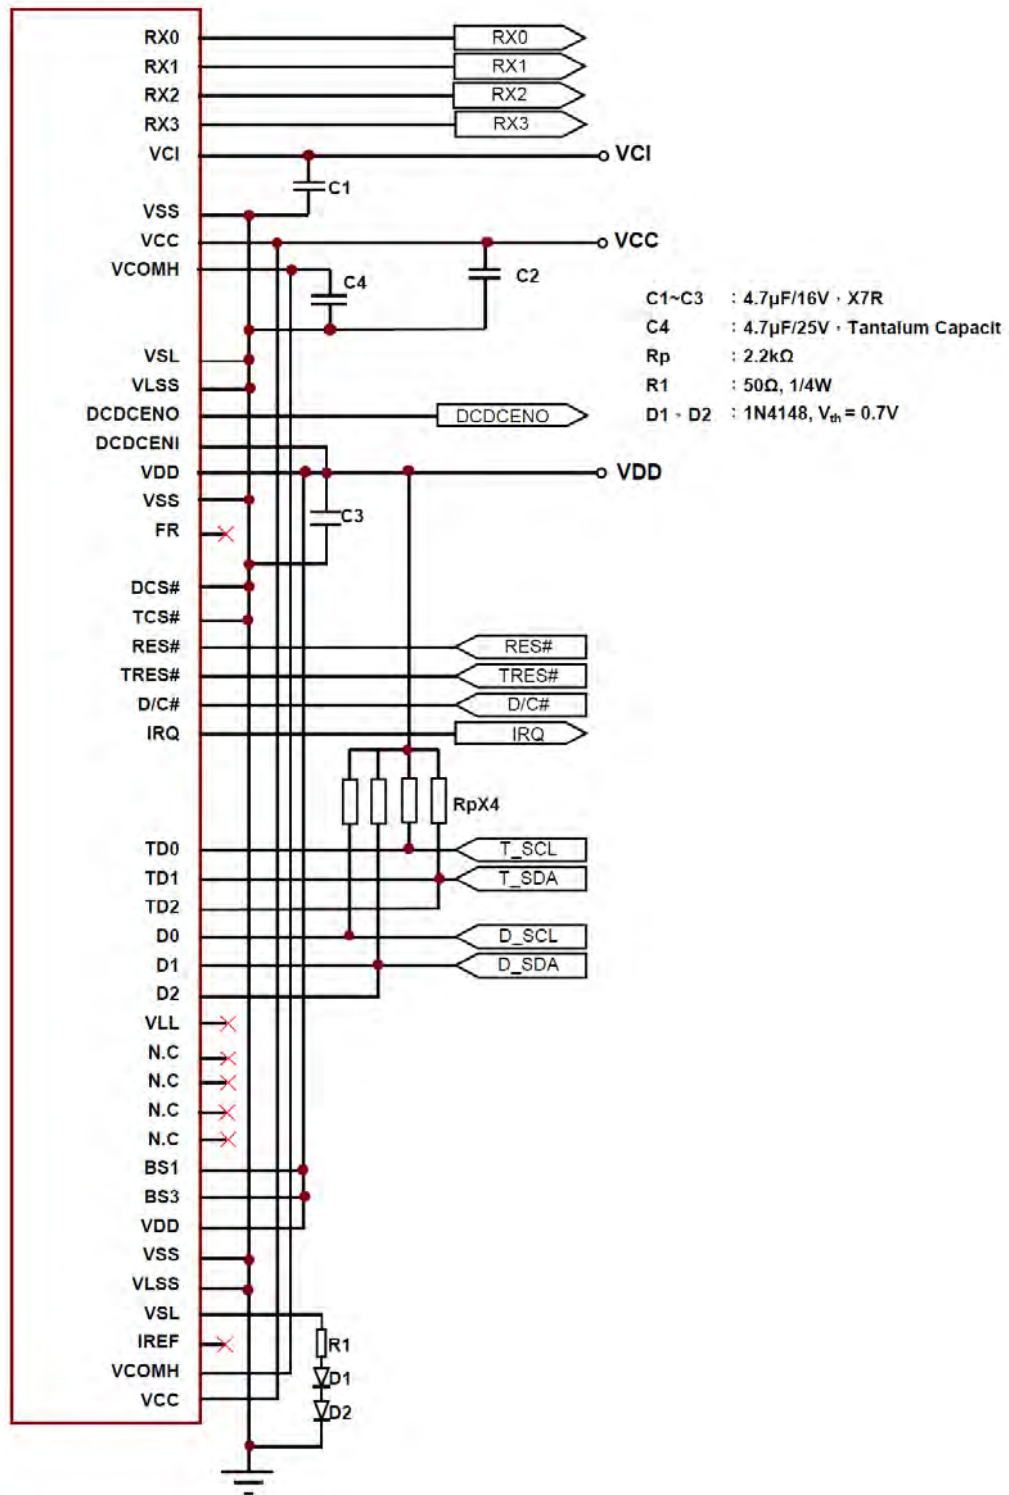 RX0 RX0
RX1 RX1
RX2 RX2
RX3 RX3
VCI VCI
C1
VSS
VCC VCC
VCOMH
C4 C2
C1~C3 : 4.7µF/16V , X7R
C4 : 4.7µF/25V , Tantalum Capacit
VSL
Rp : 2.2kΩ
VLSS
R1 : 50Ω, 1/4W
DCDCENO DCDCENO
D1 、 D2 : 1N4148, Vth = 0.7V
DCDCENI
VDD VDD
VSS
C3
FR
DCS#
TCS#
RES# RES#
TRES# TRES#
D/C# D/C#
IRQ IRQ
RpX4
TD0 T_SCL
TD1 T_SDA
TD2
D0 D_SCL
D1 D_SDA
D2
VLL
N.C
N.C
N.C
N.C
BS1
BS3
VDD
VSS
VLSS
VSL
IREF R1
VCOMH D1
VCC D2